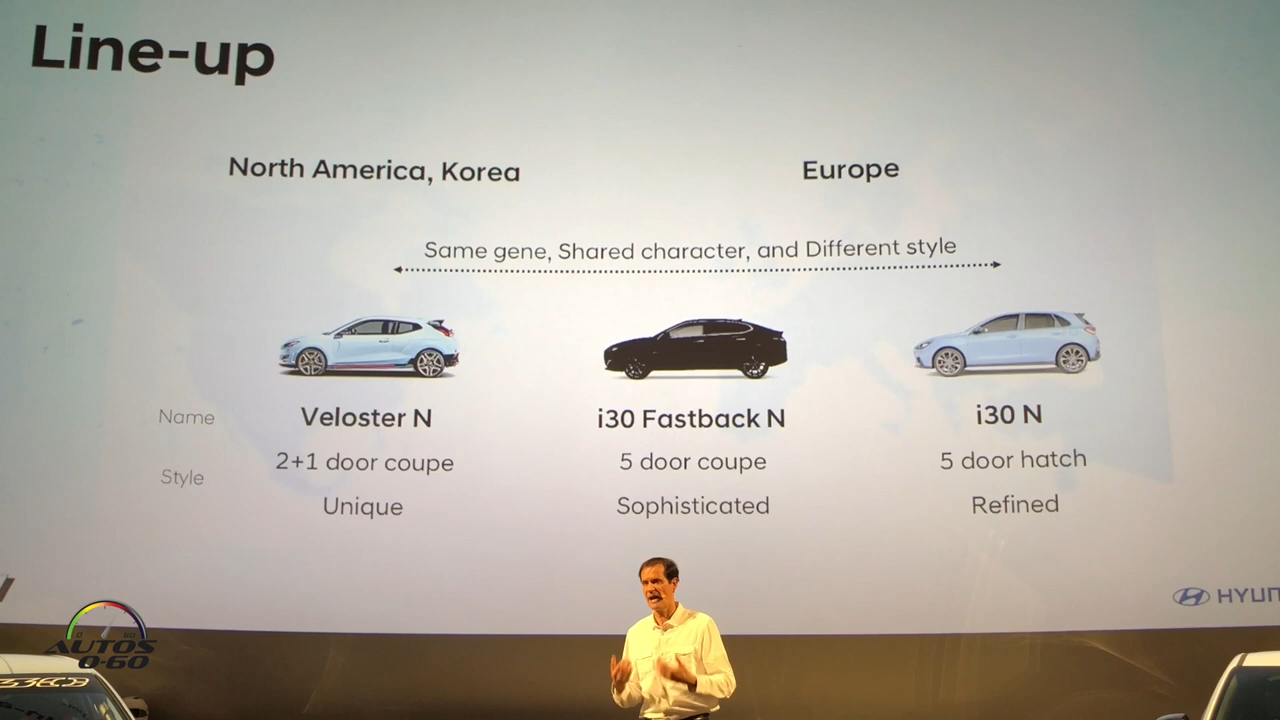 Line-up
North America, Korea
Europe
Same gene, Shared character, and Different style
Name
Veloster N
i30 Fastback N
i30 N
Style
2+1 door coupe
5 door coupe
5 door hatch
Unique
Sophisticated
Refined
AUTOS
0-60